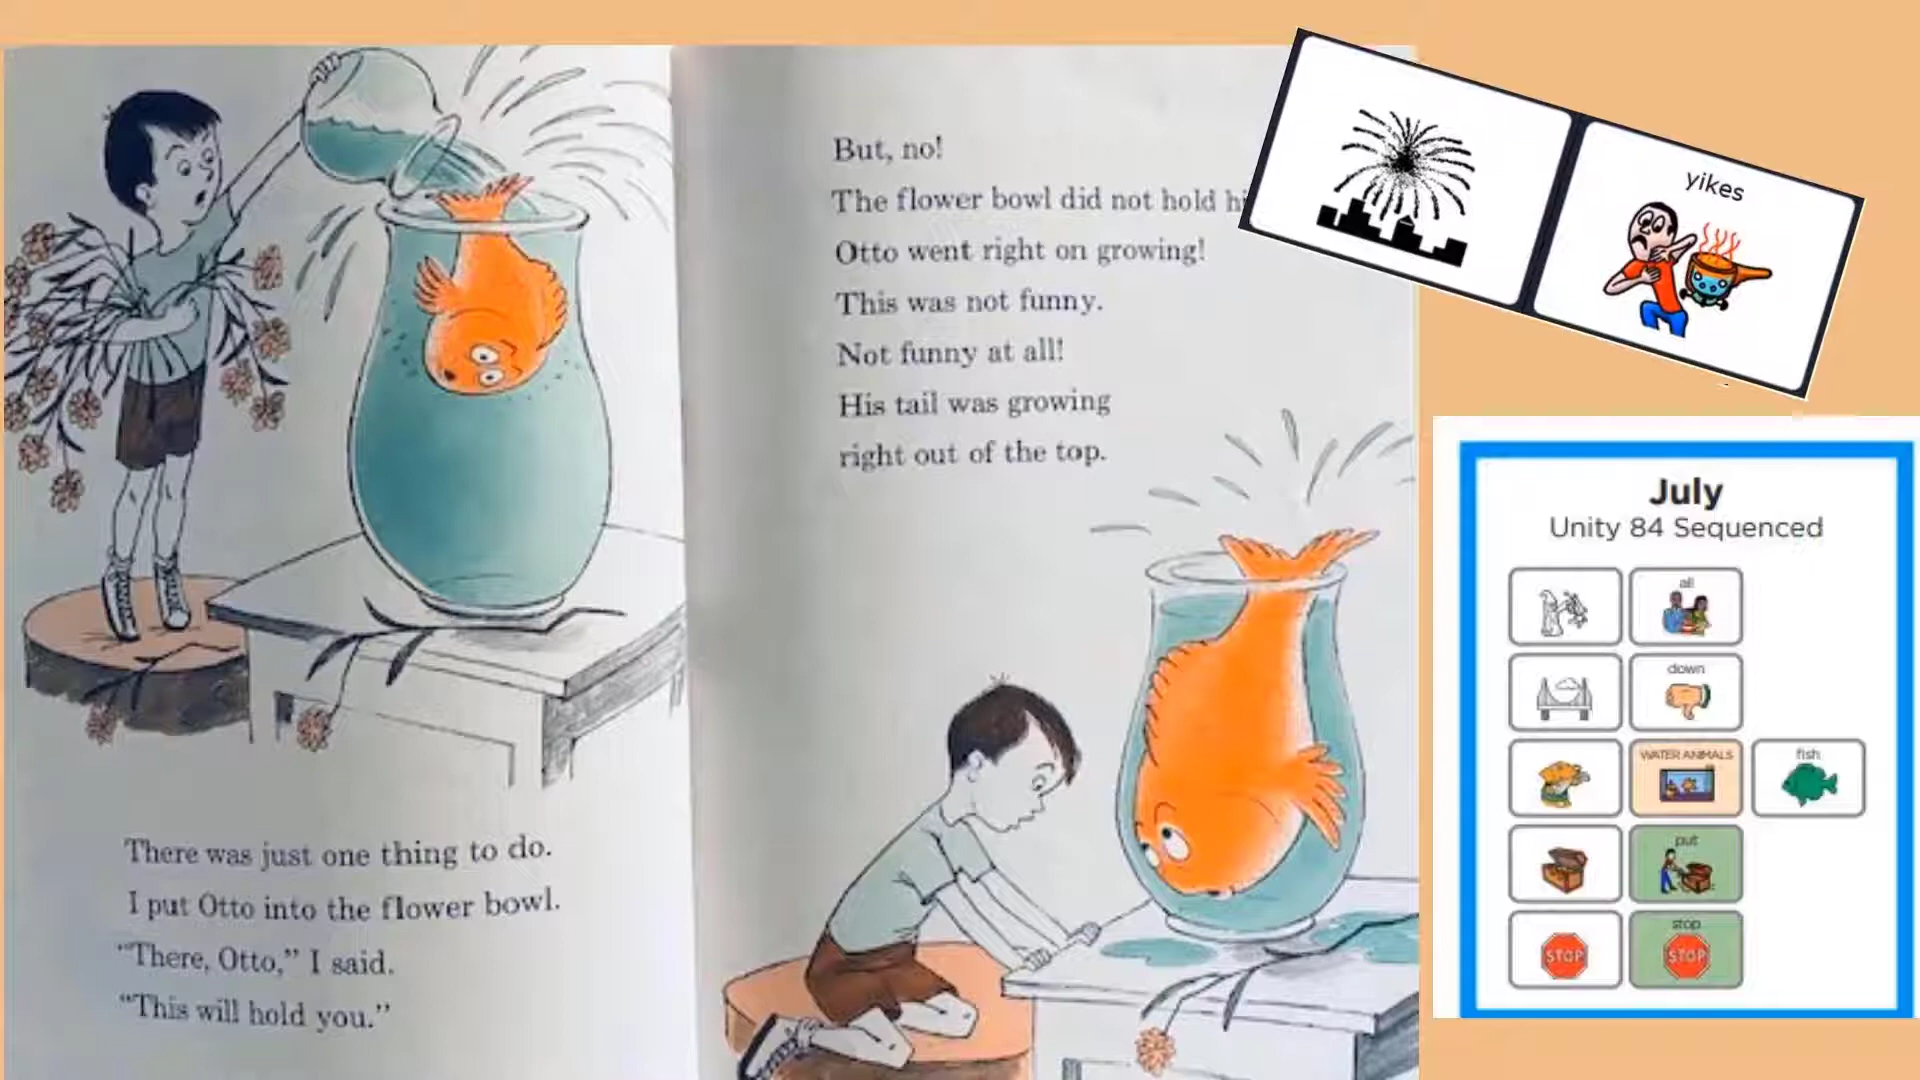 There was just one thing to do.
I put Otto into the flower bowl.
“There, Otto,” I said.
“This will hold you.”
But, no!
The flower bowl did not hold
Otto went right on growing!
This was not funny.
Not funny at all!
His tail was growing
right out of the top.
yikes
July
Unity 84 Sequenced
all
down
WATER ANIMALS
fish
put
STOP
stop
STOP